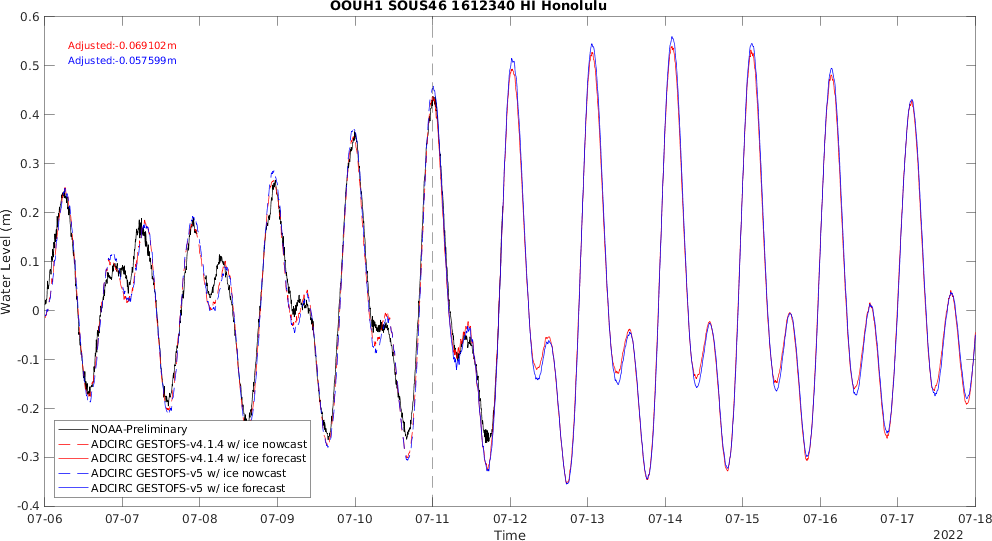 OOUH1 SOUS46 1612340 HI Honolulu
Adjusted:-0.069102m
Adjusted:-0.057599m
0.6
0.5
0.4
0.3
0.2
0.1
0
-0.1
-0.2
-0.3
-0.4
Water Level (m)
NOAA-Preliminary
ADCIRC GESTOFS-v4.1.4 w/ ice nowcast
ADCIRC GESTOFS-v4.1.4 w/ ice forecast
ADCIRC GESTOFS-v5 w/ ice nowcast
ADCIRC GESTOFS-v5 w/ ice forecast
07-06 07-07 07-08 07-09 07-10 07-11 07-12 07-13 07-14 07-15 07-16 07-17 07-18
Time
2022